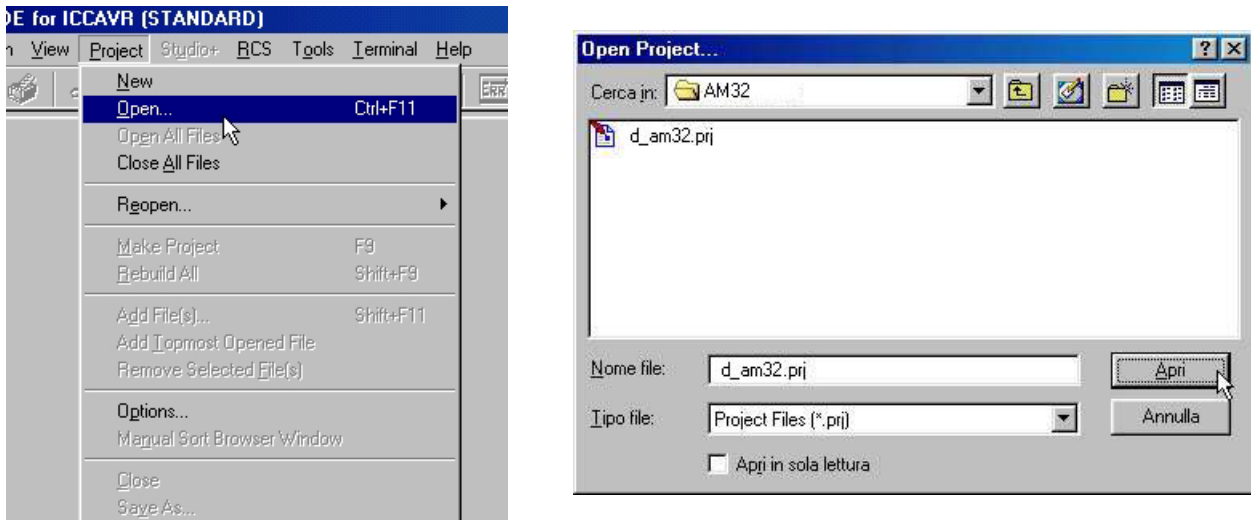 DE for ICCAVR (STANDARD)
View Project Studio+ RCS Tools Terminal Help
New
Open... Ctrl+F11
Open All Files
Close All Files
Reopen...
Make Project F9
Rebuild All Shift+F9
Add File(s)... Shift+F11
Add Topmost Opened File
Remove Selected File(s)
Options...
Manual Sort Browser Window
Close
Save As...
ERR
Open Project...
Cerca in: AM32
d_am32.prj
Nome file: d_am32.prj Apri
Tipo file: Project Files (*.prj) Annulla
Apri in sola lettura